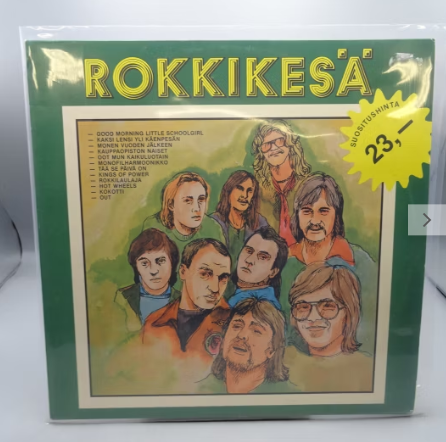 ROKKIKESÄ
SUOSITUSHINTA
23,—
— GOOD MORNING LITTLE SCHOOLGIRL
— KAKSI LENSI YLI KÄENPESÄN
— MONEN VUODEN JÄLKEEN
— KAUPPAOPISTON NAISET
— OOT MUN KAIKULUOTAIN
— MONOFILHARMOONIKKO
— TÄÄ SE PÄIVÄ ON
— KINGS OF POWER
— ROKKILAULAJA
— HOT WHEELS
— KOKOTTI
— OUT